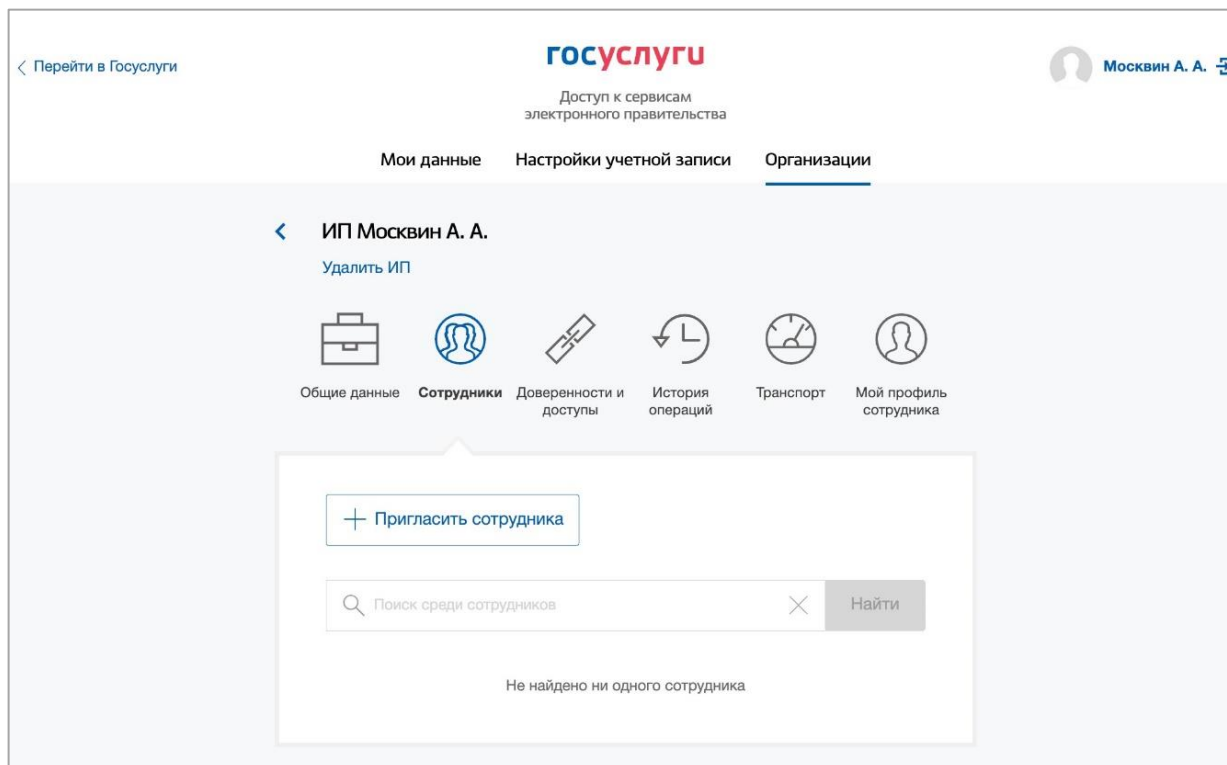 Перейти в Госуслуги
госуслуги
Москвин А. А.
Доступ к сервисам
электронного правительства
Мои данные Настройки учетной записи Организации
ИП Москвин А. А.
Удалить ИП
Общие данные Сотрудники Доверенности и доступы История операций Транспорт Мой профиль сотрудника
Пригласить сотрудника
Поиск среди сотрудников Найти
Не найдено ни одного сотрудника